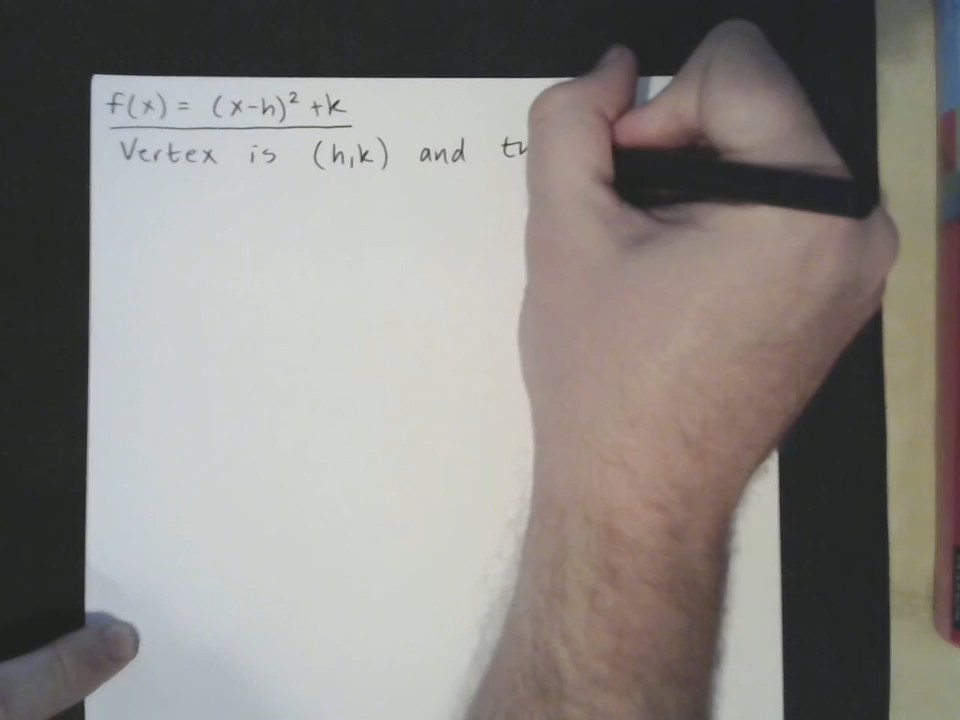 f(x) = (x-h)² + k
Vertex is (h,k) and